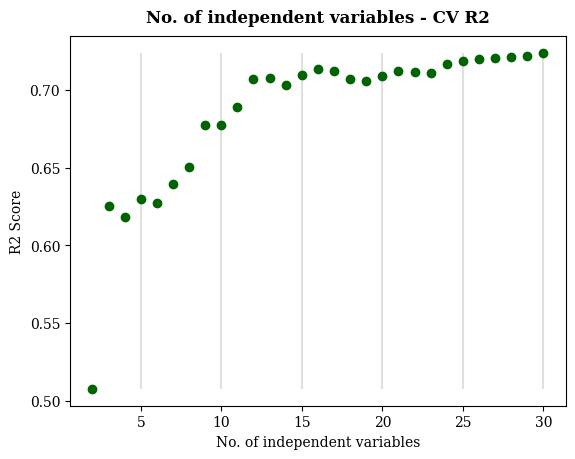 No. of independent variables - CV R2
R2 Score
0.70
0.65
0.60
0.55
0.50
5 10 15 20 25 30
No. of independent variables